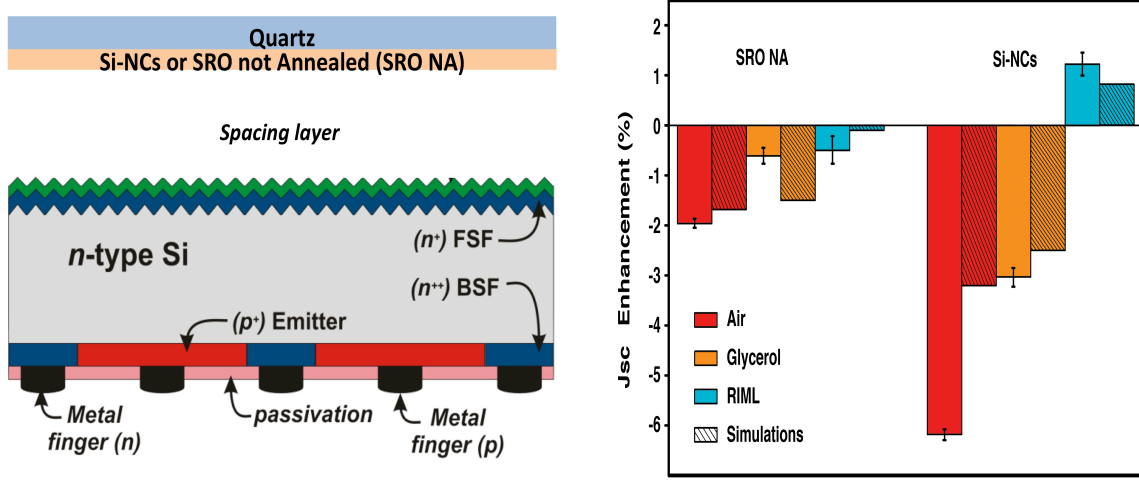 Quartz
Si-NCs or SRO not Annealed (SRO NA)
Spacing layer
(n⁺) FSF
n-type Si
(n⁺⁺) BSF
(p⁺) Emitter
Metal
finger (n)
passivation
Metal
finger (p)
Jsc Enhancement (%)
2
1
0
-1
-2
-3
-4
-5
-6
SRO NA
Si-NCs
Air
Glycerol
RIML
Simulations